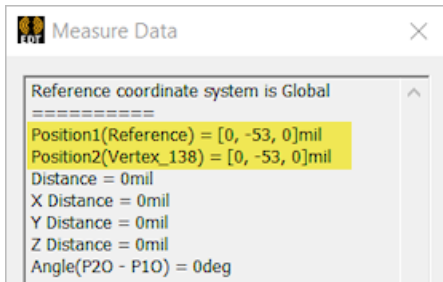 EDT
Measure Data
Reference coordinate system is Global
==========
Position1(Reference) = [0, -53, 0]mil
Position2(Vertex_138) = [0, -53, 0]mil
Distance = 0mil
X Distance = 0mil
Y Distance = 0mil
Z Distance = 0mil
Angle(P2O - P1O) = 0deg